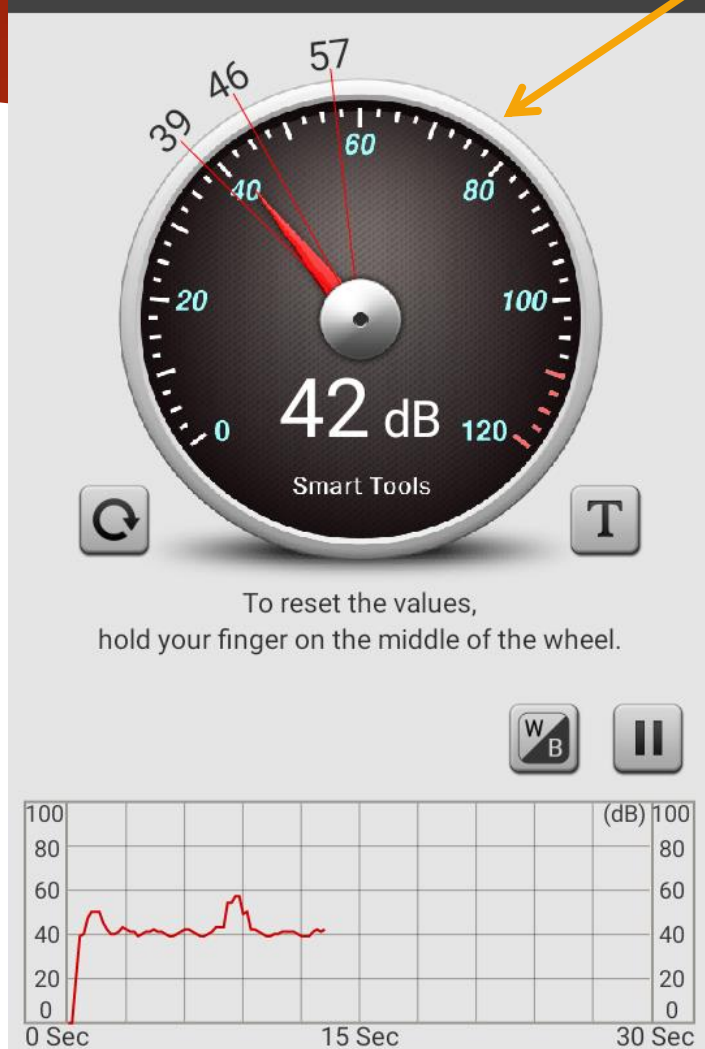 57
46
39
60
40
80
20
100
0
42 dB
120
Smart Tools
T
To reset the values,
hold your finger on the middle of the wheel.
W
B
100 (dB) 100
80 80
60 60
40 40
20 20
0 0
0 Sec 15 Sec 30 Sec